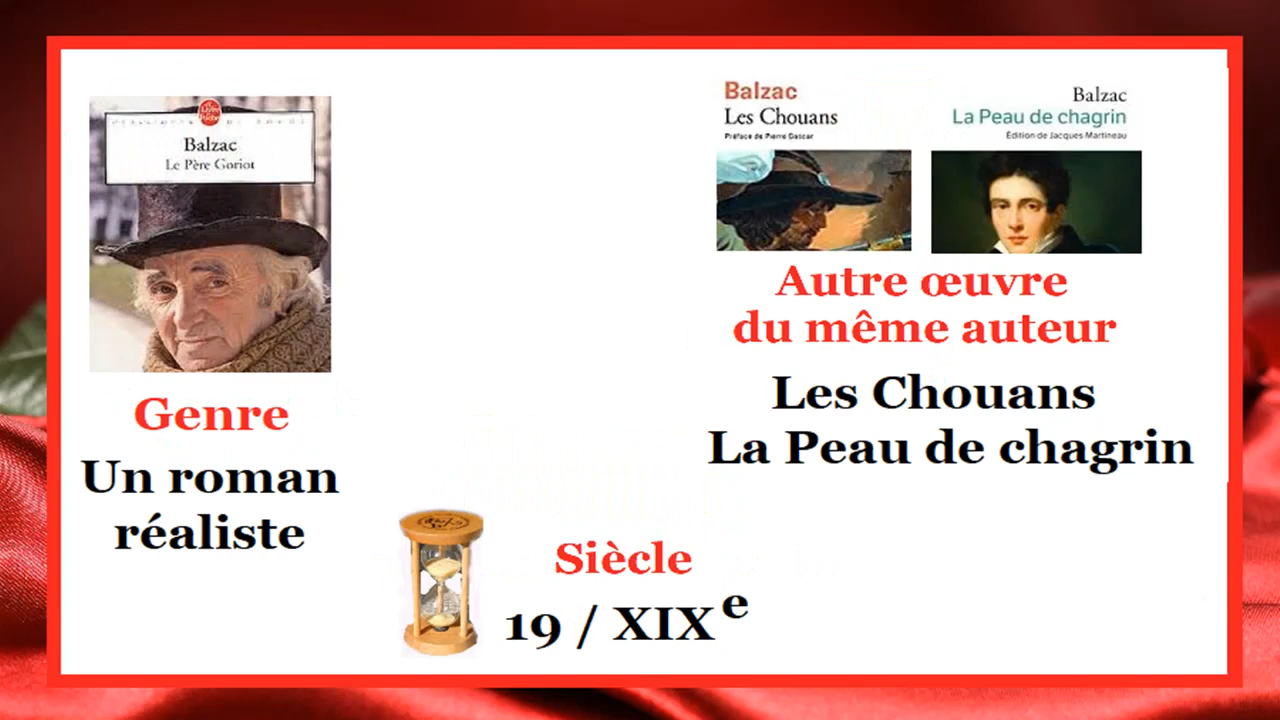 Balzac
Le Père Goriot
Genre
Un roman
réaliste
Balzac
Les Chouans
Préface de Pierre Gascar
Balzac
La Peau de chagrin
Édition de Jacques Martineau
Autre œuvre
du même auteur
Les Chouans
La Peau de chagrin
Siècle
19 / XIXe